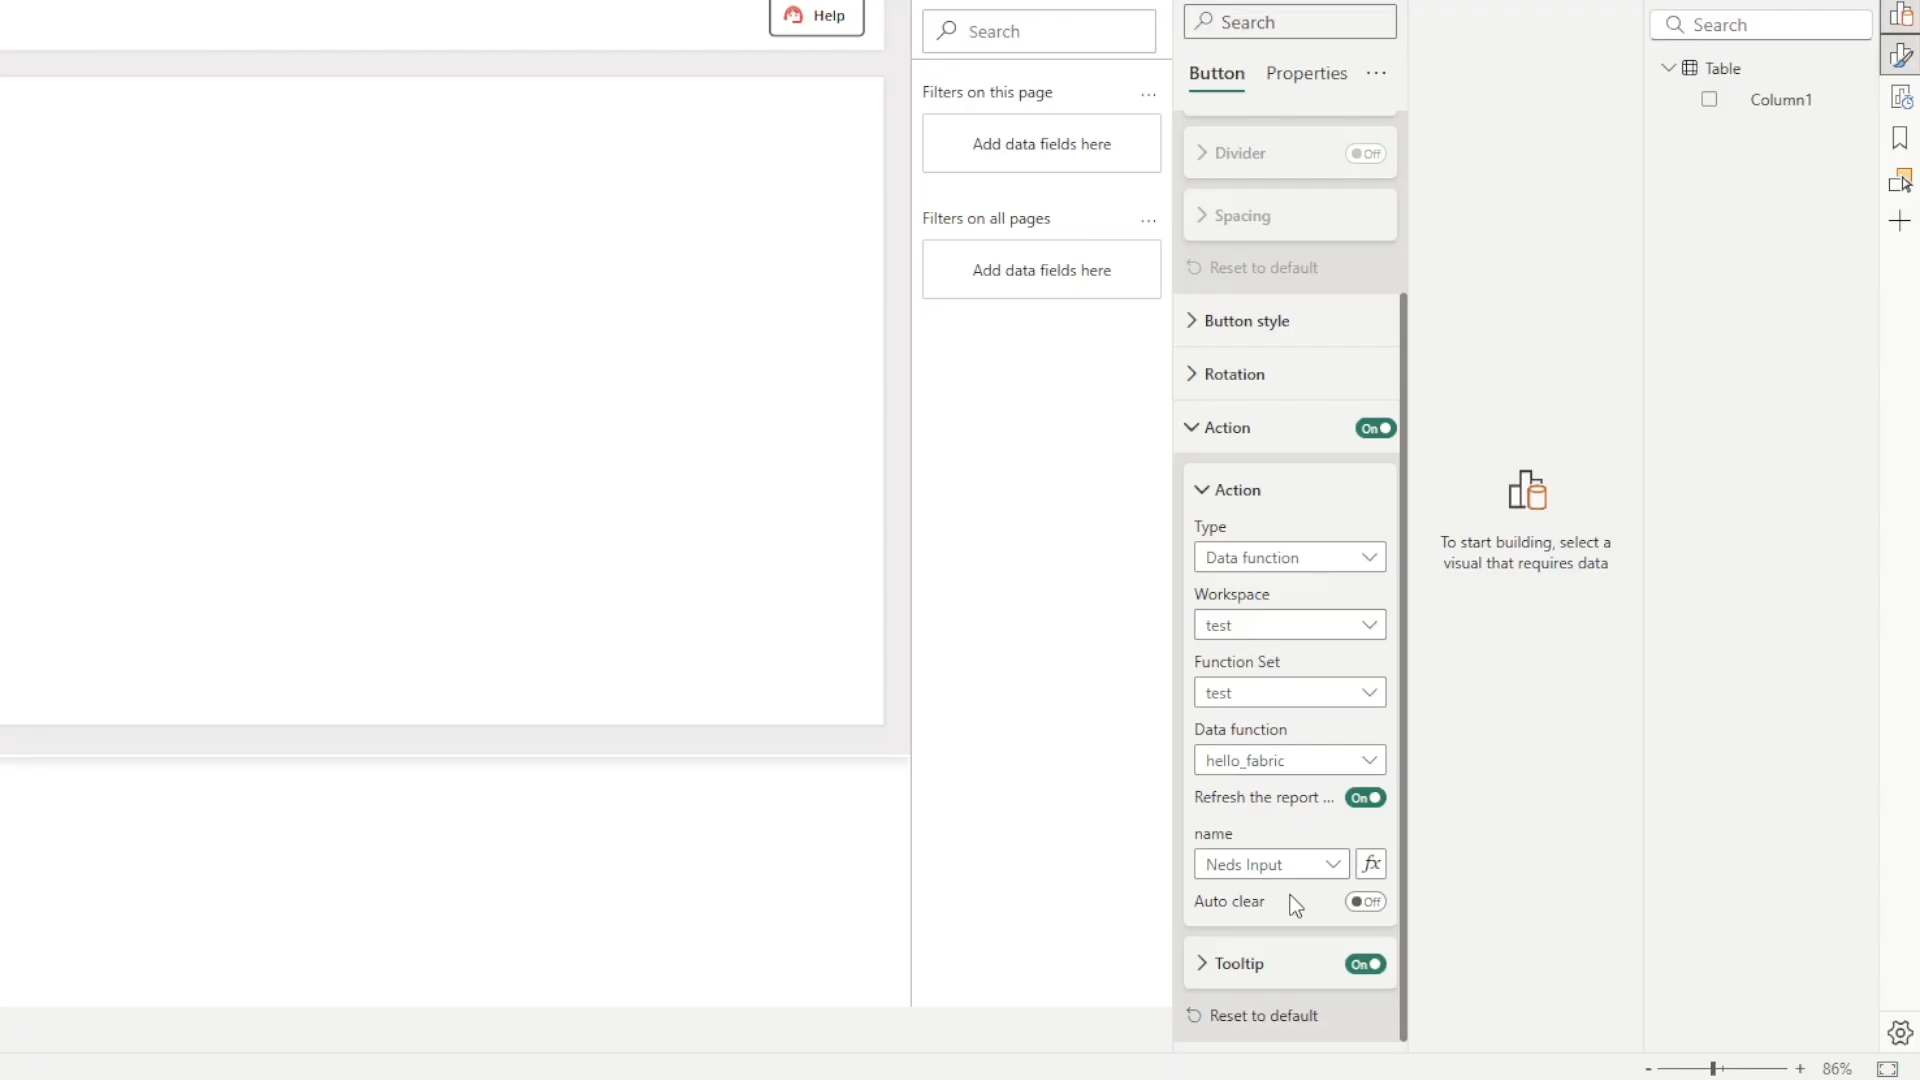 Help
Search
Filters on this page
...
Add data fields here
Filters on all pages
...
Add data fields here
Search
Button
Properties
...
Divider
Off
Spacing
Reset to default
Button style
Rotation
Action
On
Action
Type
Data function
Workspace
test
Function Set
test
Data function
hello_fabric
Refresh the report ...
On
name
Neds Input
fx
Auto clear
Off
Tooltip
On
Reset to default
To start building, select a
visual that requires data
Search
Table
Column1
- + 86%